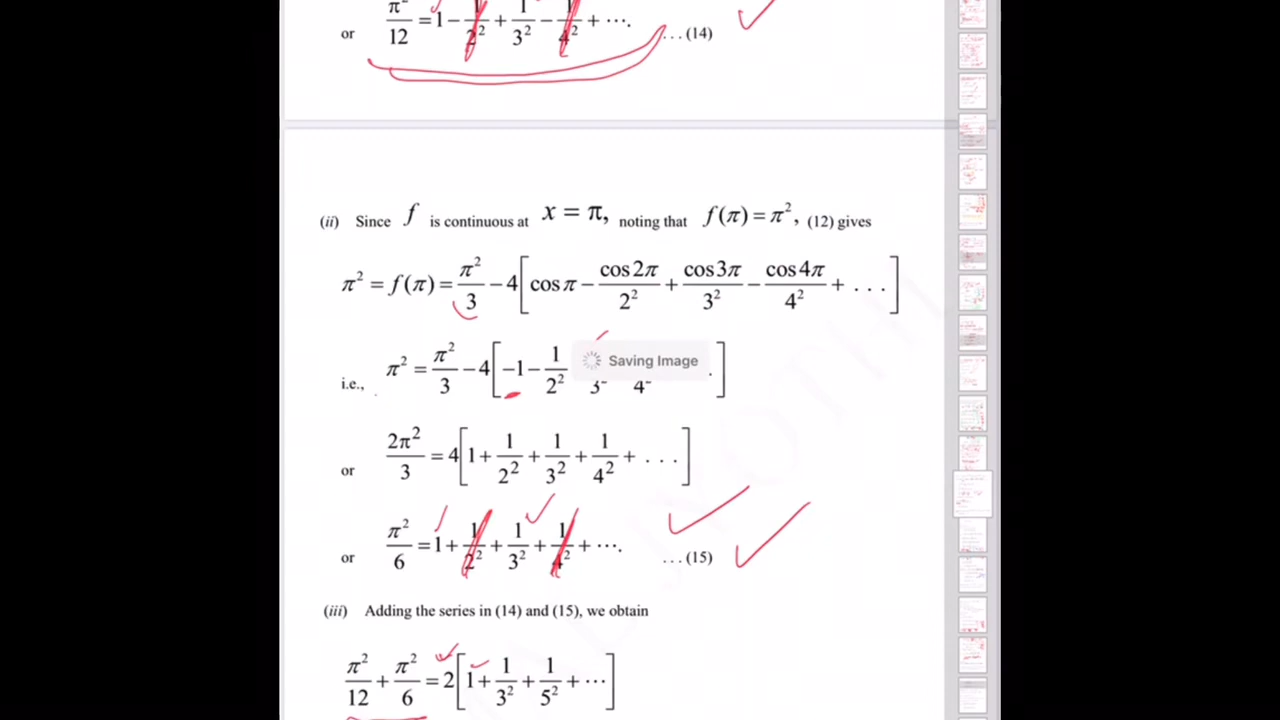 or π²/12 = 1 − 1/2² + 1/3² − 1/4² + ···. ...(14)
(ii) Since f is continuous at x = π, noting that f(π) = π², (12) gives
π² = f(π) = π²/3 − 4[cos π − cos 2π/2² + cos 3π/3² − cos 4π/4² + . . .]
i.e., π² = π²/3 − 4[−1 − 1/2² Saving Image .]
or 2π²/3 = 4[1 + 1/2² + 1/3² + 1/4² + . . .]
or π²/6 = 1 + 1/2² + 1/3² + 1/4² + ···. ...(15)
(iii) Adding the series in (14) and (15), we obtain
π²/12 + π²/6 = 2[1 + 1/3² + 1/5² + ···]